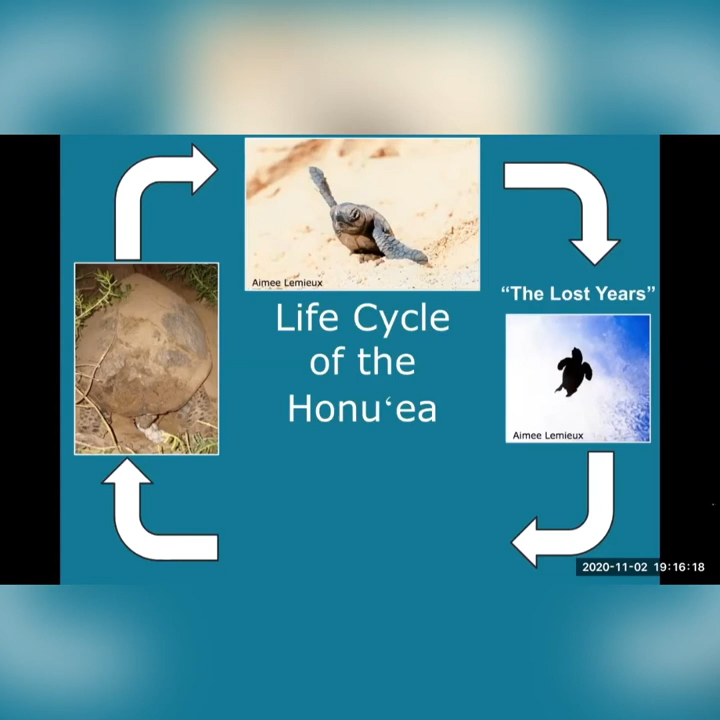 Aimee Lemieux
"The Lost Years"
Life Cycle
of the
Honuʻea
Aimee Lemieux
2020-11-02 19:16:18